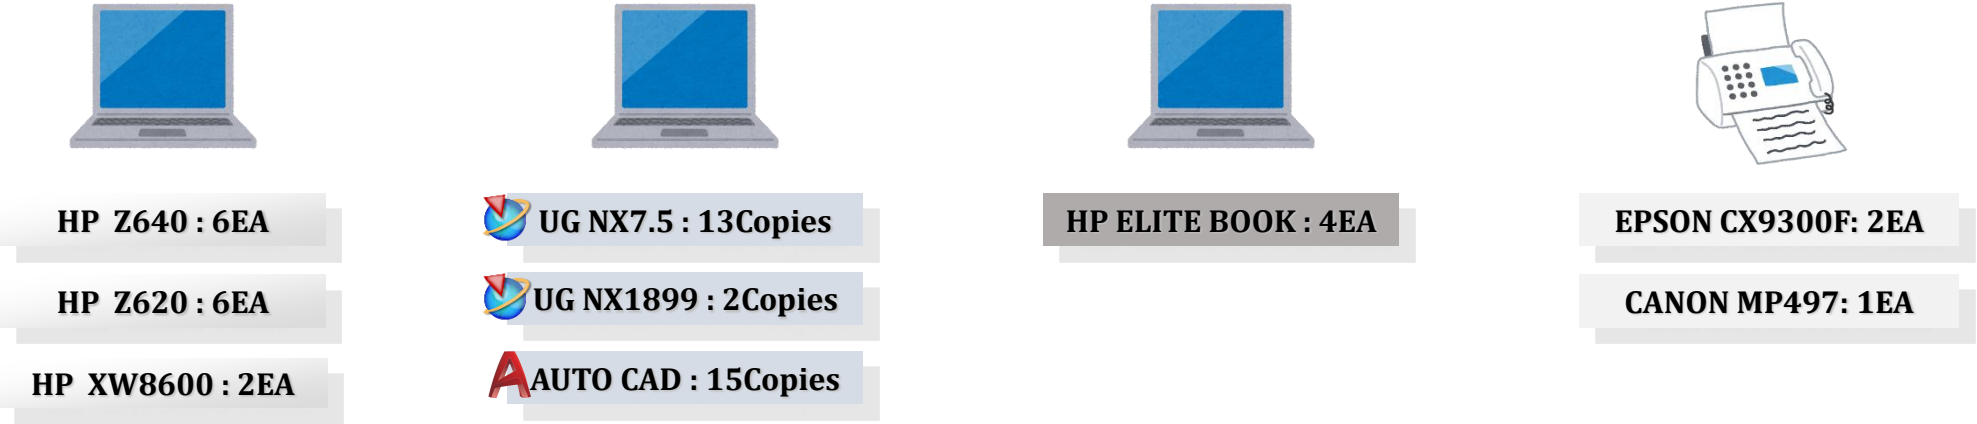 HP Z640 : 6EA
HP Z620 : 6EA
HP XW8600 : 2EA
UG NX7.5 : 13Copies
UG NX1899 : 2Copies
AUTO CAD : 15Copies
HP ELITE BOOK : 4EA
EPSON CX9300F: 2EA
CANON MP497: 1EA